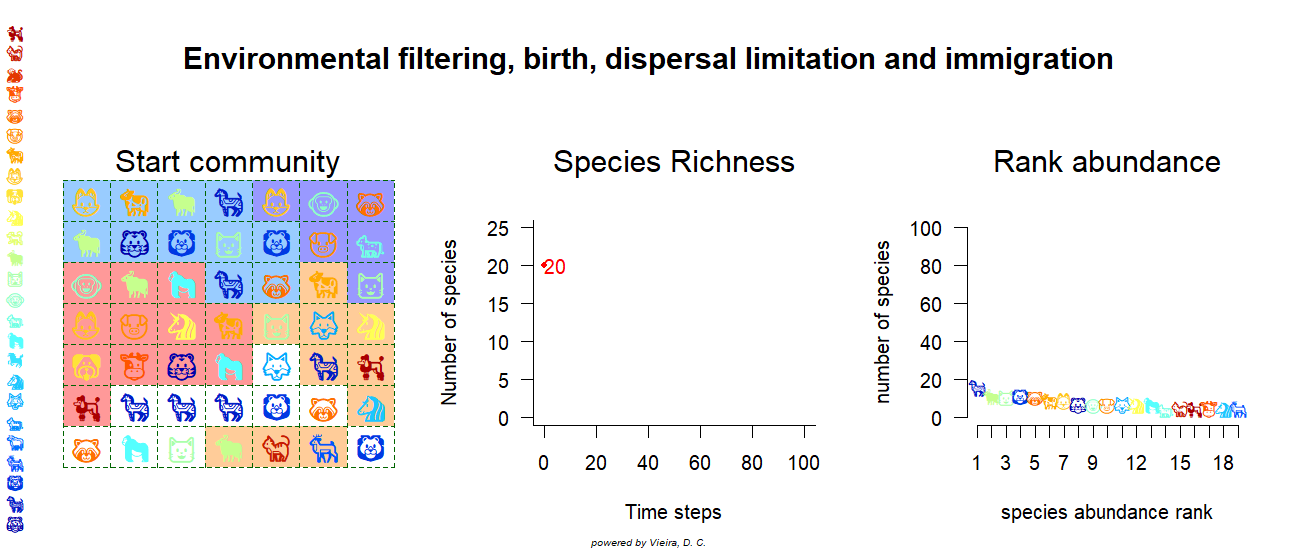 Environmental filtering, birth, dispersal limitation and immigration
Start community
Species Richness
Number of species
25
20
15
10
5
0
20
0 20 40 60 80 100
Time steps
Rank abundance
number of species
100
80
60
40
20
0
1 3 5 7 9 12 15 18
species abundance rank
powered by Vieira, D. C.